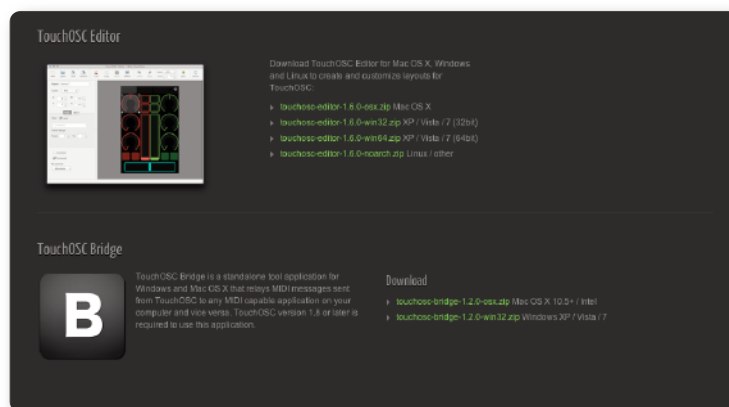 TouchOSC Editor
Download TouchOSC Editor for Mac OS X, Windows
and Linux to create and customize layouts for
TouchOSC:
touchosc-editor-1.6.0-osx.zip Mac OS X
touchosc-editor-1.6.0-win32.zip XP / Vista / 7 (32bit)
touchosc-editor-1.6.0-win64.zip XP / Vista / 7 (64bit)
touchosc-editor-1.6.0-noarch.zip Linux / other
TouchOSC Bridge
B
TouchOSC Bridge is a standalone tool application for
Windows and Mac OS X that relays MIDI messages sent
from TouchOSC to any MIDI capable application on your
computer and vice versa. TouchOSC version 1.8 or later is
required to use this application.
Download
touchosc-bridge-1.2.0-osx.zip Mac OS X 10.5+ / Intel
touchosc-bridge-1.2.0-win32.zip Windows XP / Vista / 7